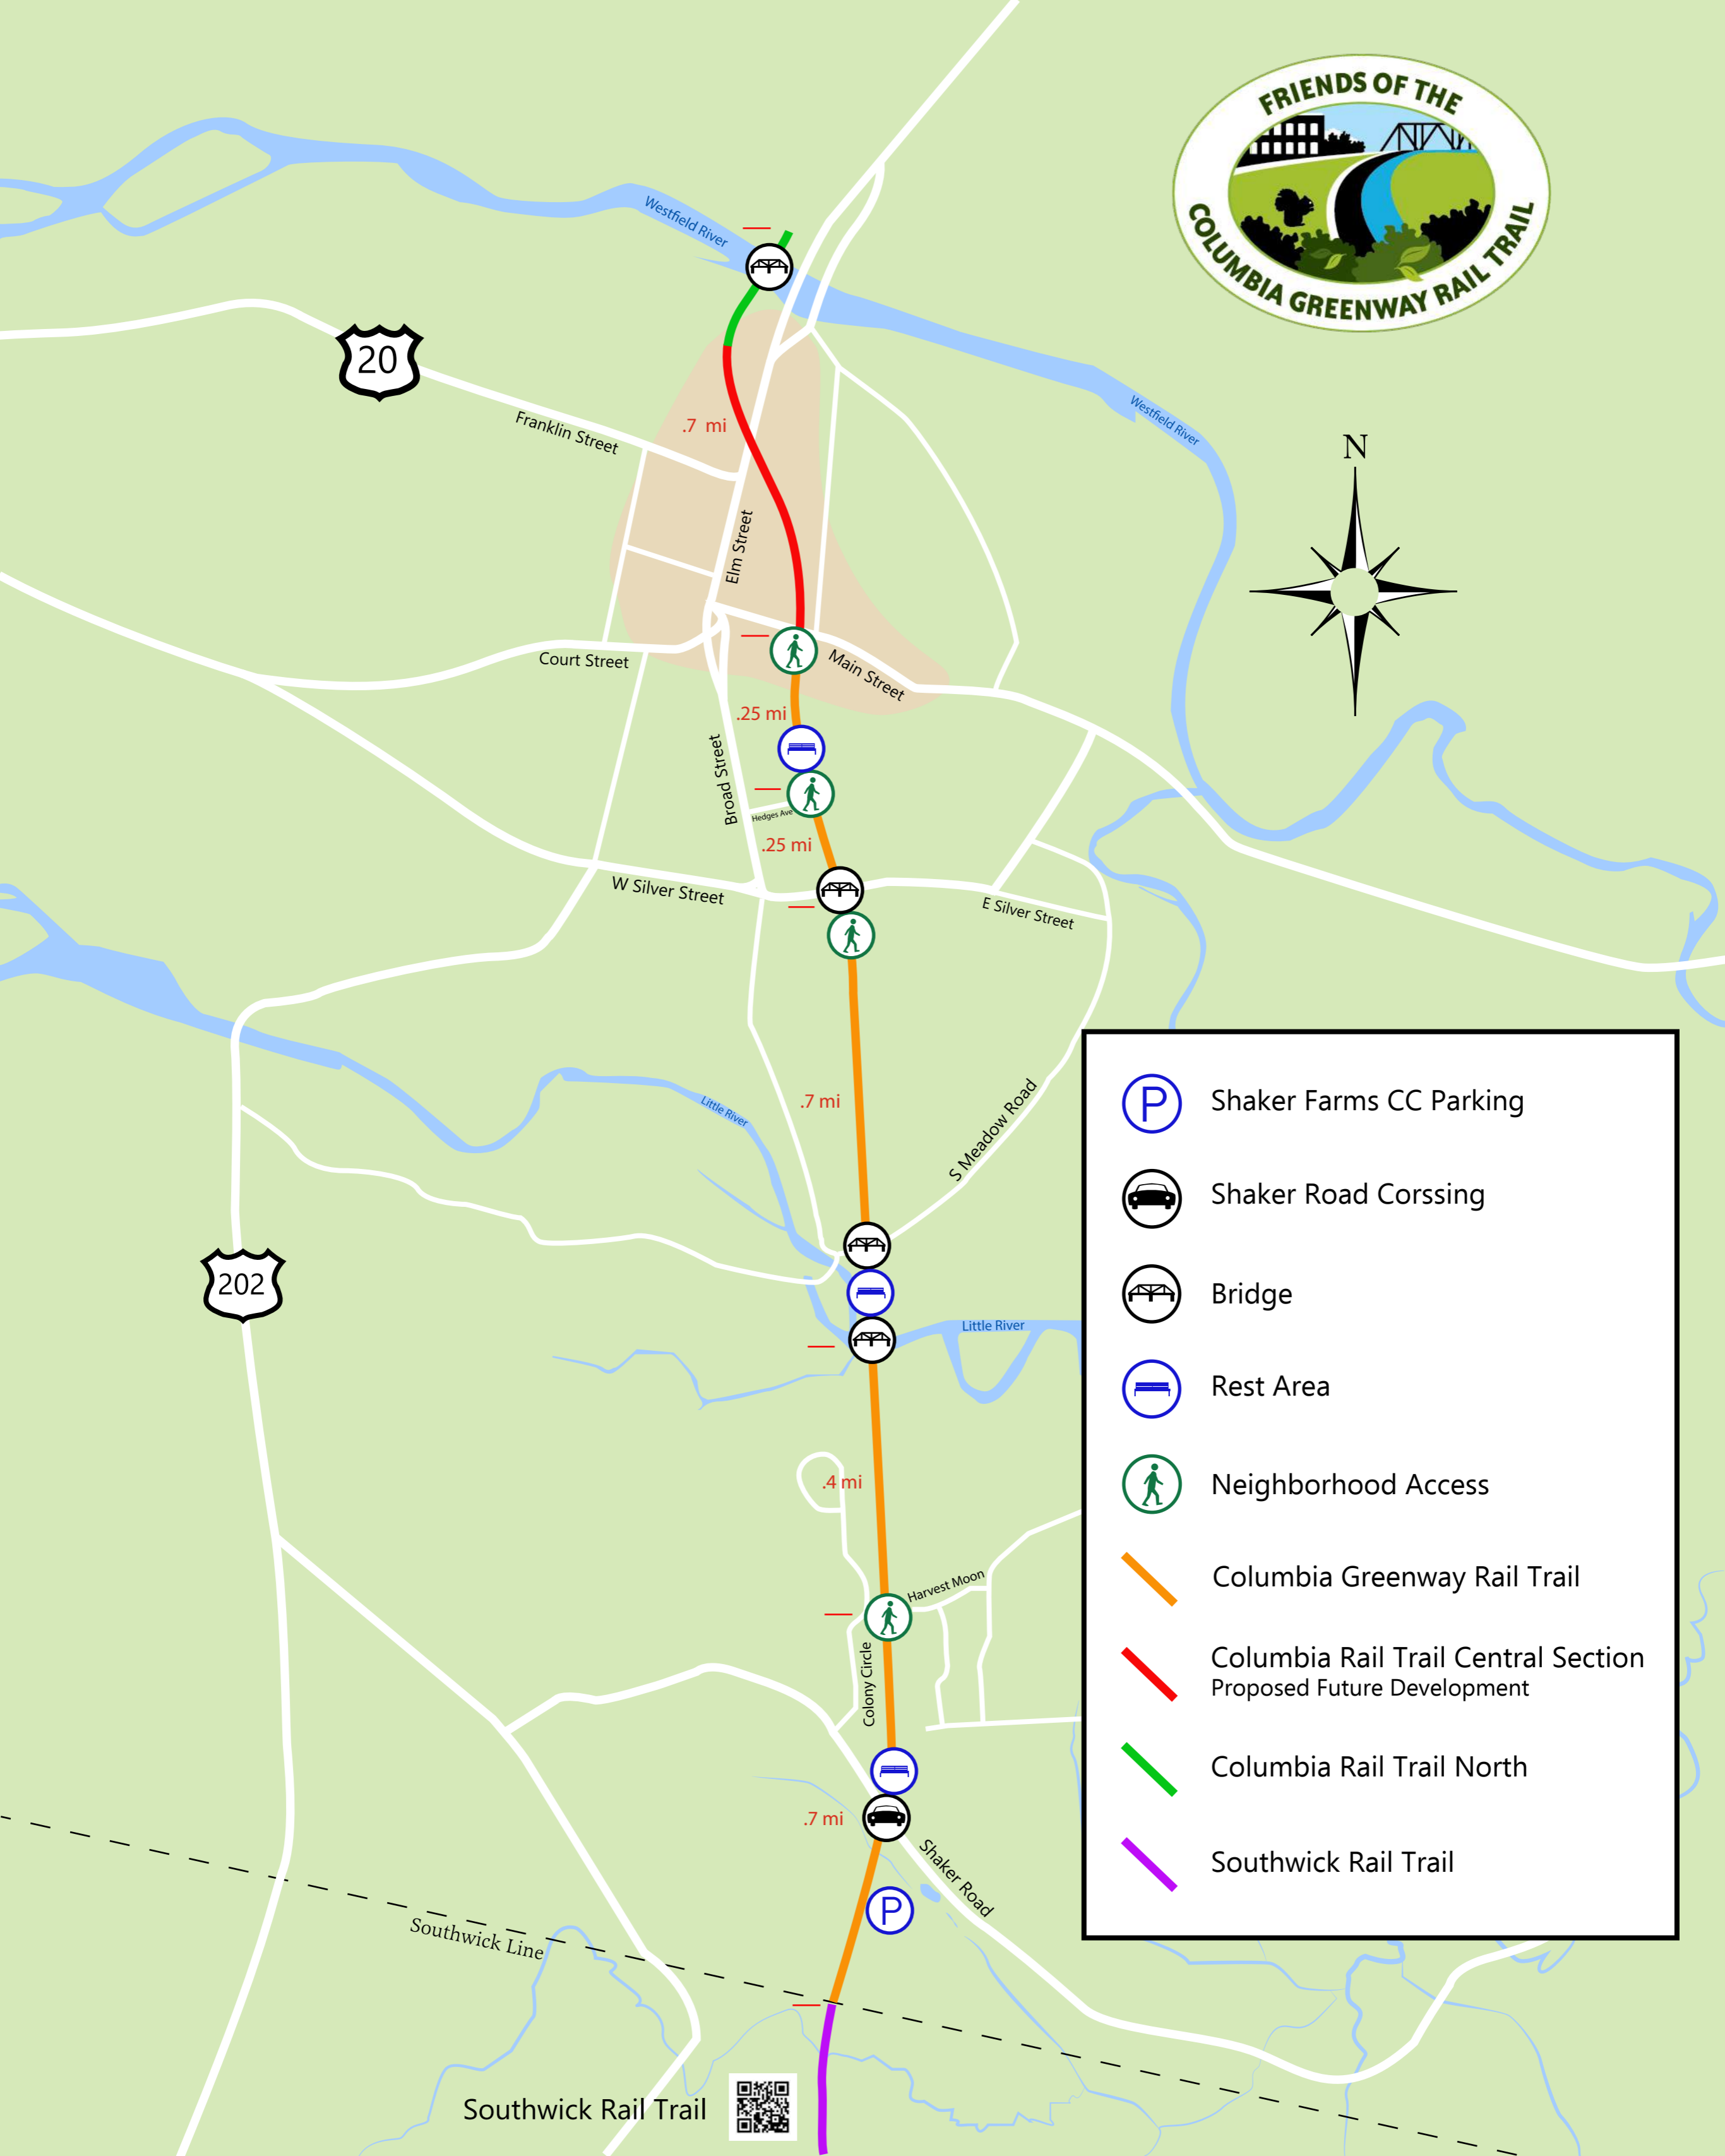 FRIENDS OF THE
COLUMBIA GREENWAY RAIL TRAIL
Westfield River
20
Franklin Street
.7 mi
Westfield River
N
Elm Street
Court Street
Main Street
.25 mi
Broad Street
Hedges Ave
.25 mi
W Silver Street
E Silver Street
.7 mi
Little River
S Meadow Road
202
Little River
.4 mi
Harvest Moon
Colony Circle
.7 mi
Shaker Road
P
Southwick Line
Southwick Rail Trail
P
Shaker Farms CC Parking
Shaker Road Corssing
Bridge
Rest Area
Neighborhood Access
Columbia Greenway Rail Trail
Columbia Rail Trail Central Section
Proposed Future Development
Columbia Rail Trail North
Southwick Rail Trail